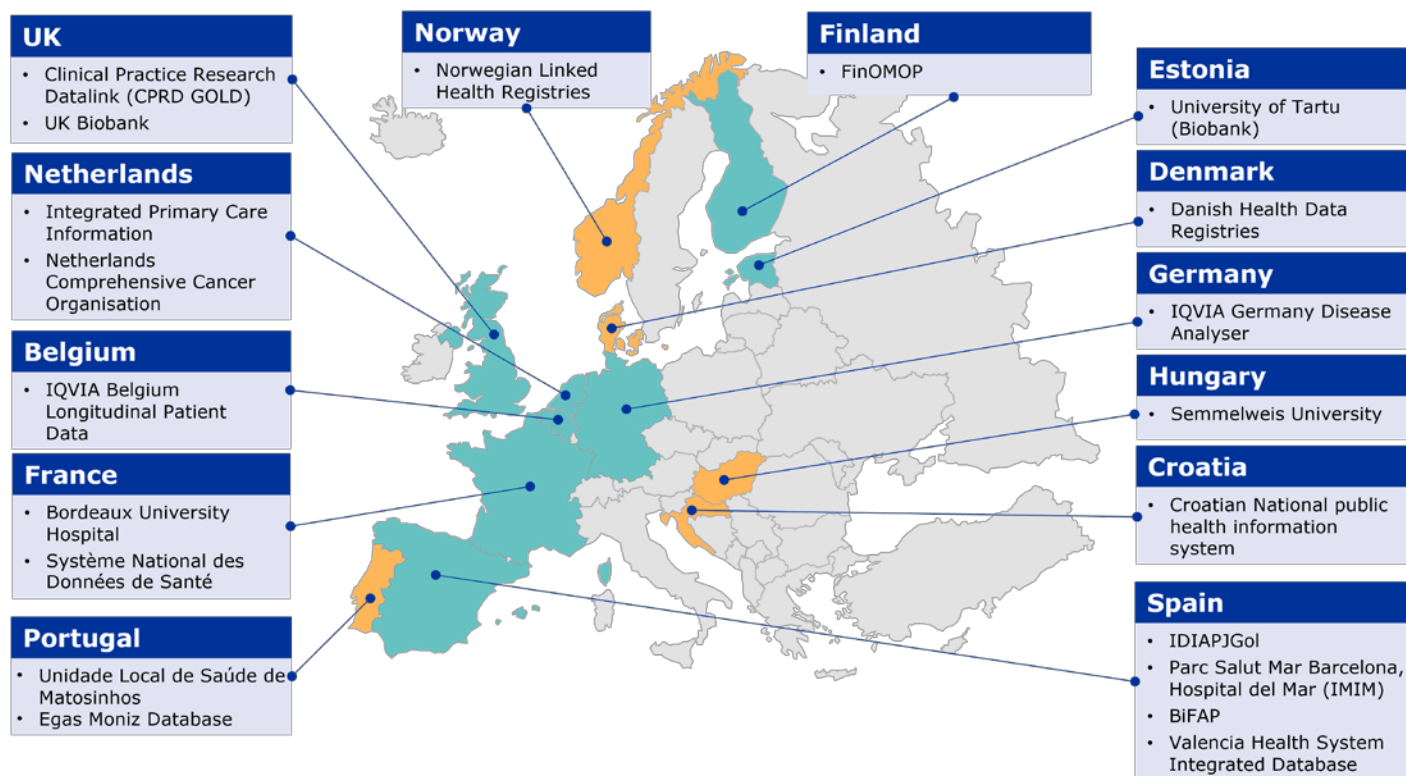 UK
• Clinical Practice Research
Datalink (CPRD GOLD)
• UK Biobank
Netherlands
• Integrated Primary Care
Information
• Netherlands
Comprehensive Cancer
Organisation
Belgium
• IQVIA Belgium
Longitudinal Patient
Data
France
• Bordeaux University
Hospital
• Système National des
Données de Santé
Portugal
• Unidade Local de Saúde de
Matosinhos
• Egas Moniz Database
Norway
• Norwegian Linked
Health Registries
Finland
• FinOMOP
Estonia
• University of Tartu
(Biobank)
Denmark
• Danish Health Data
Registries
Germany
• IQVIA Germany Disease
Analyser
Hungary
• Semmelweis University
Croatia
• Croatian National public
health information
system
Spain
• IDIAPJGol
• Parc Salut Mar Barcelona,
Hospital del Mar (IMIM)
• BiFAP
• Valencia Health System
Integrated Database